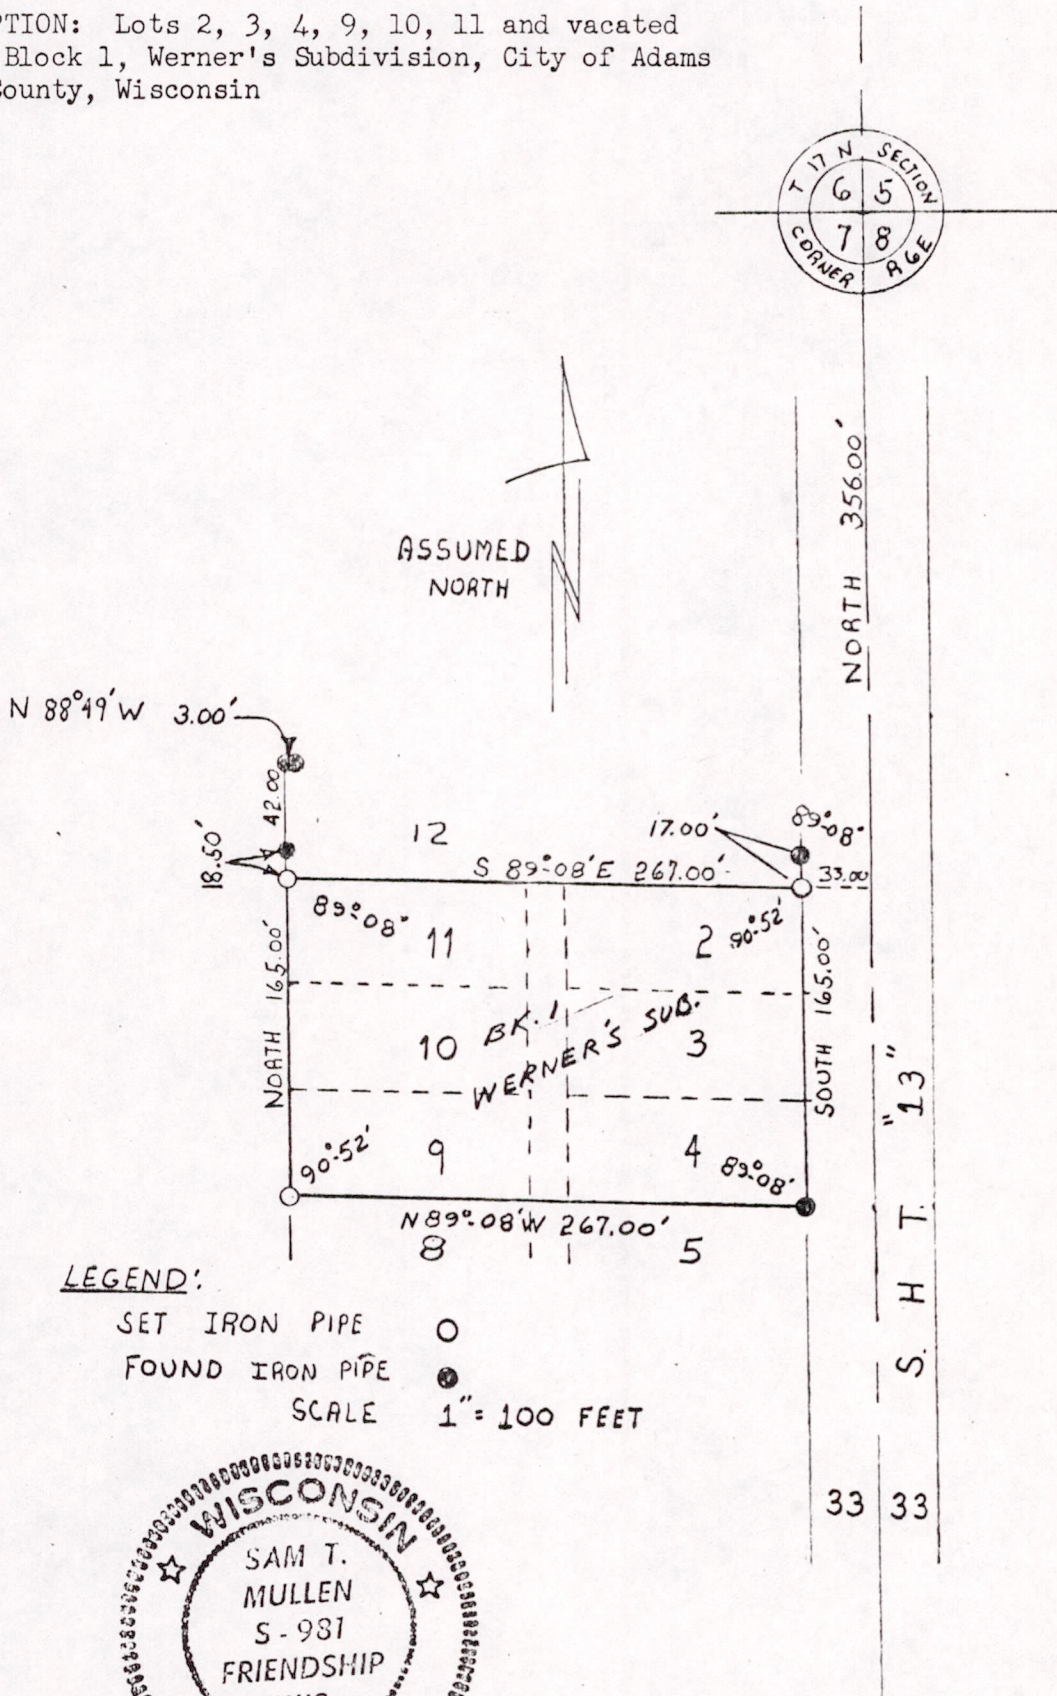 PTION: Lots 2, 3, 4, 9, 10, 11 and vacated
Block 1, Werner's Subdivision, City of Adams
County, Wisconsin
T 17 N SECTION
6 5
7 8
CORNER R6E
NORTH 356.00'
ASSUMED
NORTH
N 88°49'W 3.00'
42.00
18.50'
12
17.00'
89°-08'
S 89°-08'E 267.00'
33.00
89°-08'
11
2
90°-52'
NORTH 165.00'
SOUTH 165.00'
BK. 1
WERNER'S SUB.
10
3
9
4
90°-52'
89°-08'
N 89°-08'W 267.00'
8
5
S. H T. "13"
LEGEND:
SET IRON PIPE
FOUND IRON PIPE
SCALE 1"= 100 FEET
33 33
WISCONSIN
SAM T.
MULLEN
S-981
FRIENDSHIP